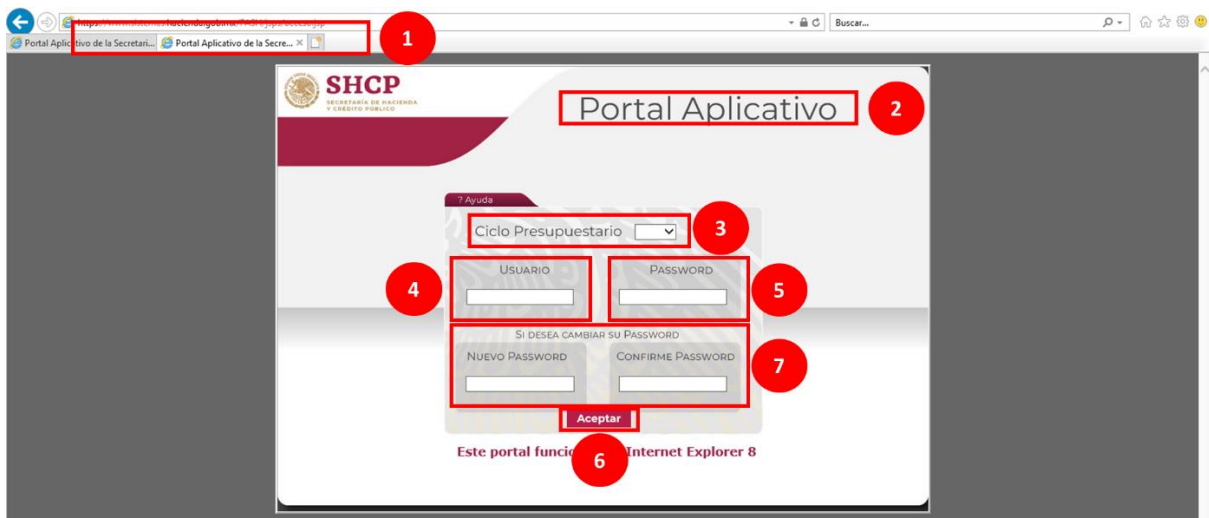 Buscar...
Portal Aplicativo de la Secretari... Portal Aplicativo de la Secre... ×
1
SHCP
SECRETARÍA DE HACIENDA
Y CRÉDITO PÚBLICO
Portal Aplicativo
2
? Ayuda
Ciclo Presupuestario
3
4
USUARIO
PASSWORD
5
SI DESEA CAMBIAR SU PASSWORD
NUEVO PASSWORD
CONFIRME PASSWORD
7
Aceptar
Este portal Internet Explorer 8
6